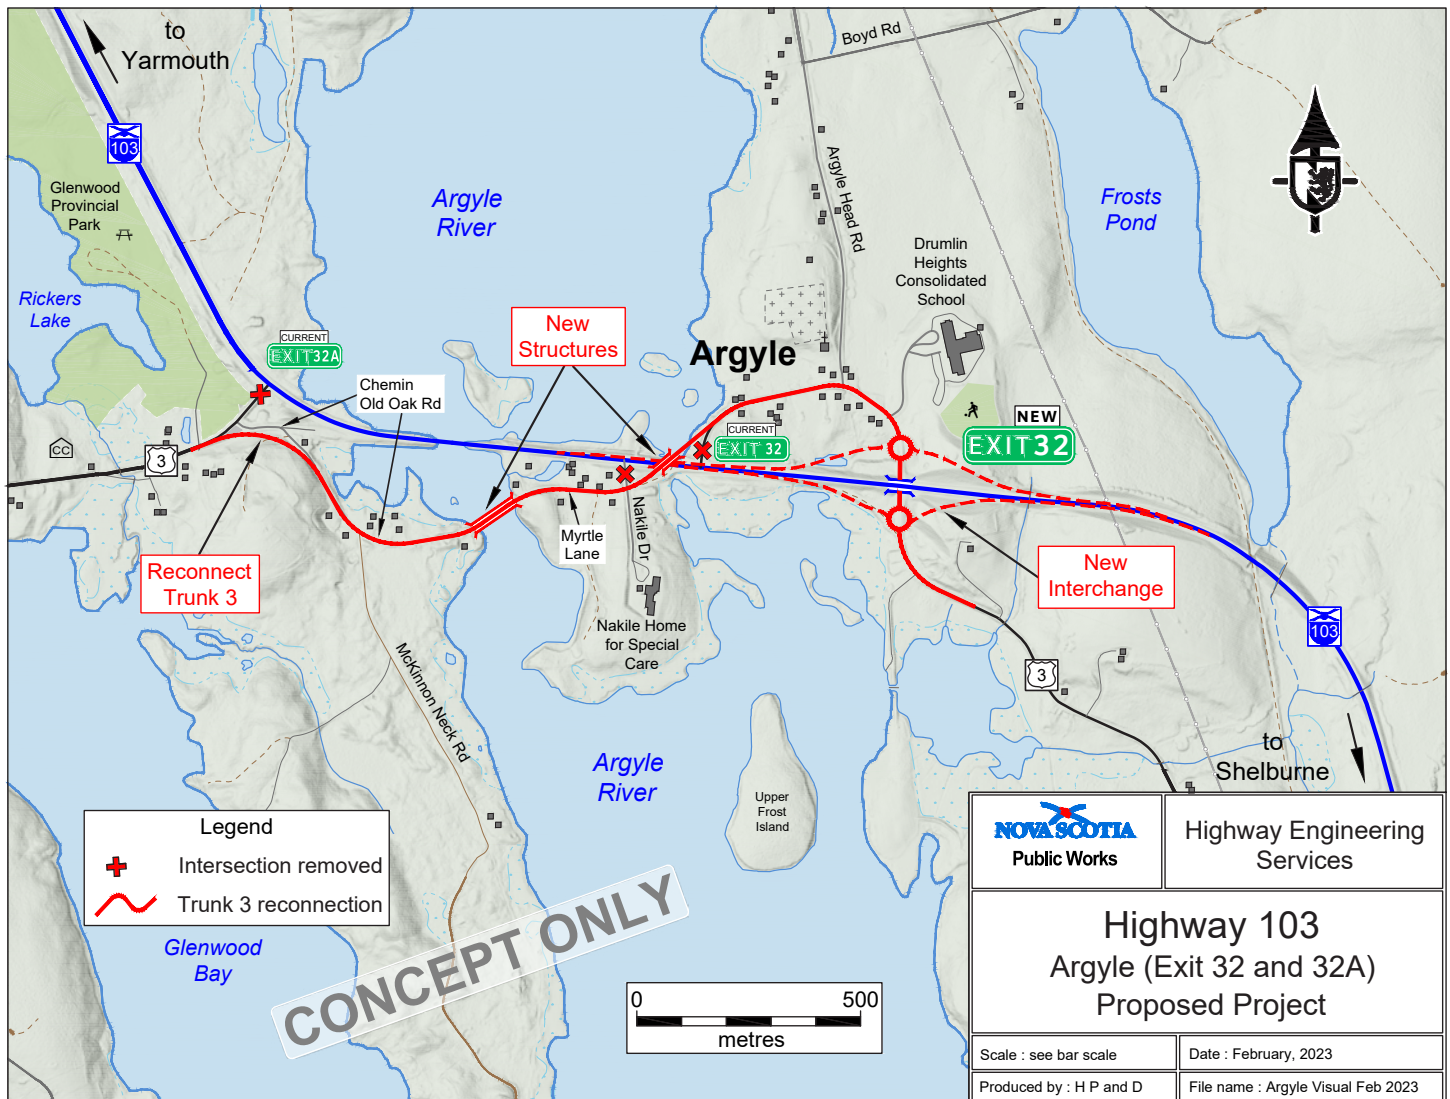 to
Yarmouth
Boyd Rd
103
Glenwood
Provincial
Park
Argyle
River
Argyle Head Rd
Frosts
Pond
Drumlin
Heights
Consolidated
School
Rickers
Lake
New
Structures
CURRENT
EXIT 32A
Argyle
Chemin
Old Oak Rd
NEW
EXIT 32
CURRENT
EXIT 32
CC
3
Nakile Dr
Myrtle
Lane
Reconnect
Trunk 3
New
Interchange
Nakile Home
for Special
Care
103
McKinnon Neck Rd
3
to
Shelburne
Argyle
River
Upper
Frost
Island
Legend
Intersection removed
Trunk 3 reconnection
Glenwood
Bay
CONCEPT ONLY
0 500
metres
NOVA SCOTIA
Public Works
Highway Engineering
Services
Highway 103
Argyle (Exit 32 and 32A)
Proposed Project
Scale : see bar scale
Date : February, 2023
Produced by : H P and D
File name : Argyle Visual Feb 2023